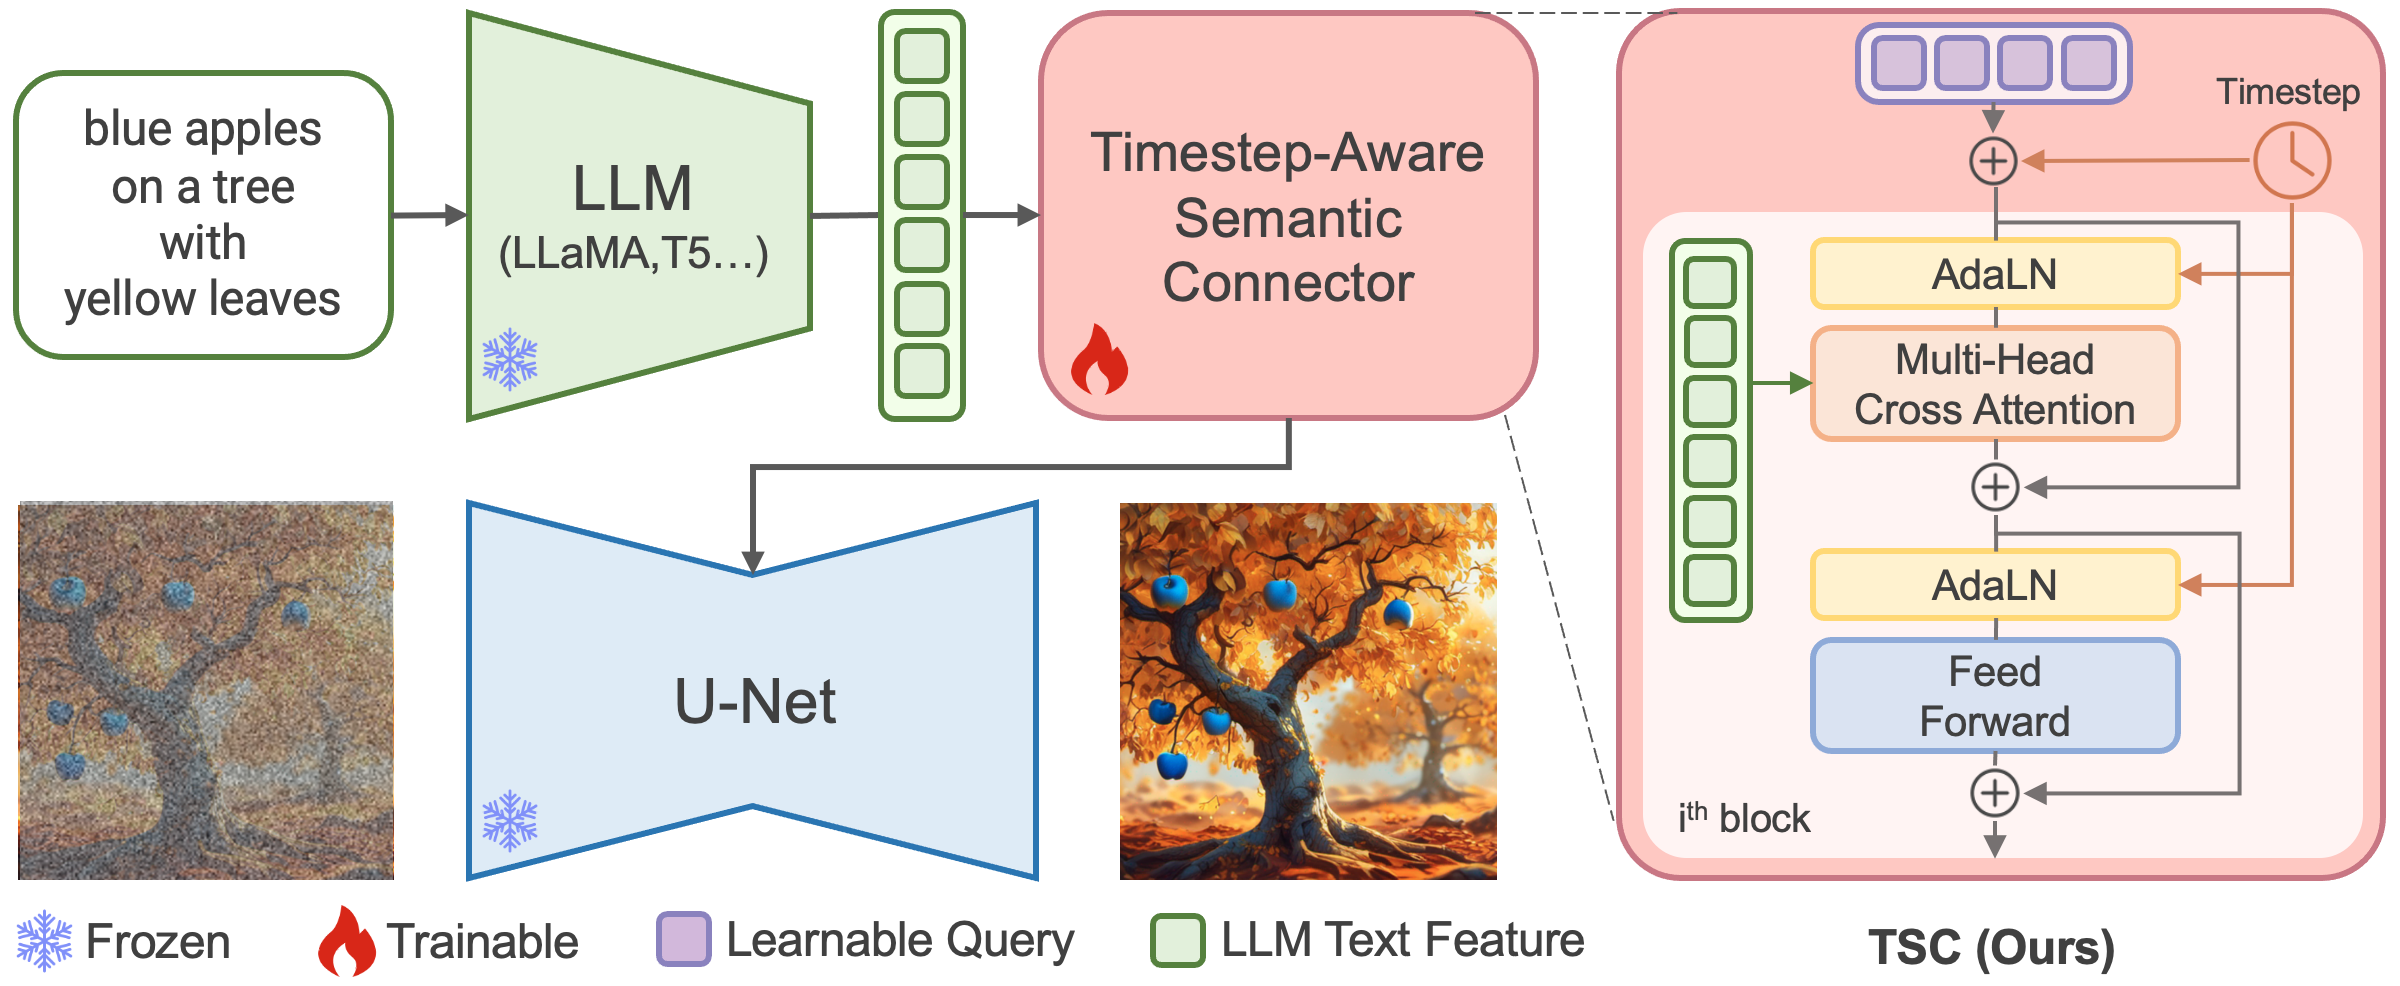 blue apples
on a tree
with
yellow leaves
LLM
(LLaMA,T5...)
Timestep-Aware
Semantic
Connector
U-Net
Timestep
AdaLN
Multi-Head
Cross Attention
AdaLN
Feed
Forward
iᵗʰ block
Frozen
Trainable
Learnable Query
LLM Text Feature
TSC (Ours)